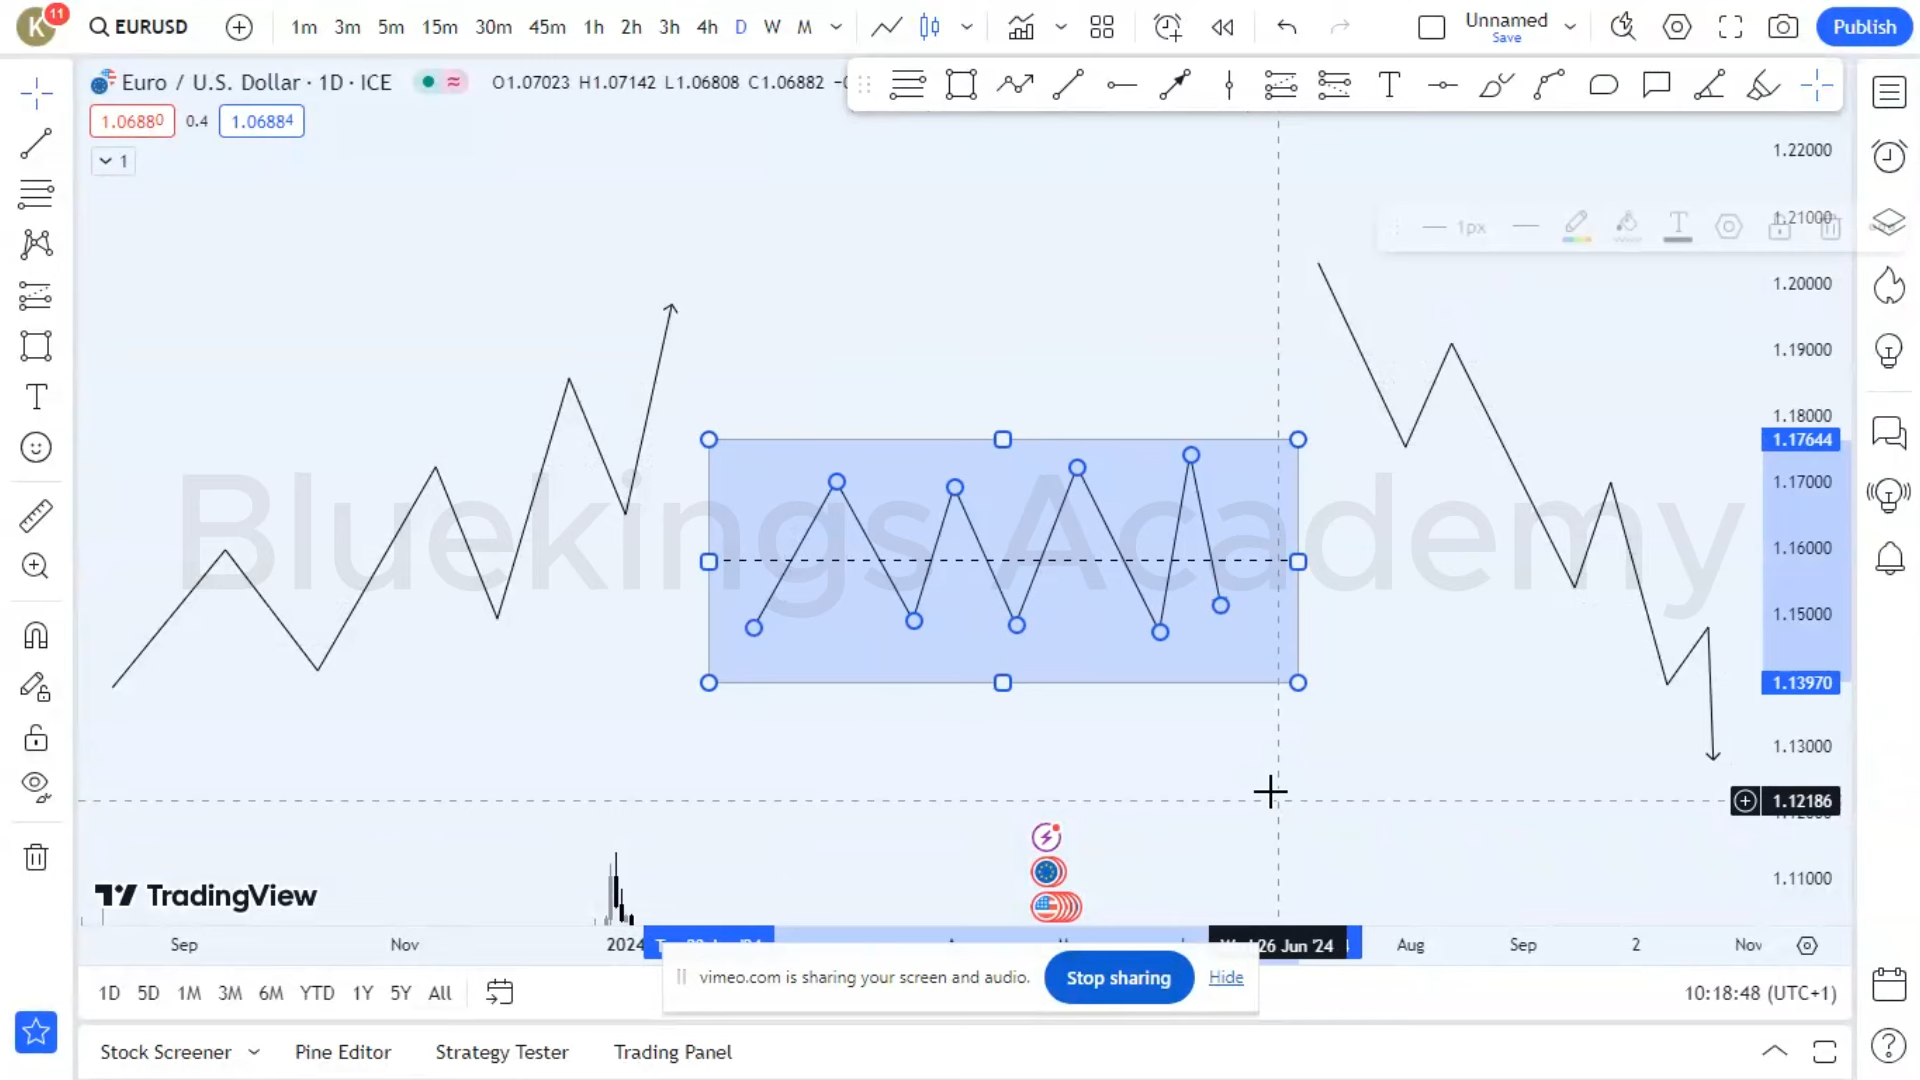 K 11 EURUSD 1m 3m 5m 15m 30m 45m 1h 2h 3h 4h D W M Unnamed Save Publish
Euro / U.S. Dollar · 1D · ICE O1.07023 H1.07142 L1.06808 C1.06882
1.06880 0.4 1.06884
1
1px
1.22000
1.21000
1.20000
1.19000
1.18000
1.17644
1.17000
1.16000
1.15000
1.13970
1.13000
1.12186
1.11000
Bluekings Academy
TradingView
Sep Nov 2024 26 Jun '24 Aug Sep 2 Nov
vimeo.com is sharing your screen and audio. Stop sharing Hide
1D 5D 1M 3M 6M YTD 1Y 5Y All 10:18:48 (UTC+1)
Stock Screener Pine Editor Strategy Tester Trading Panel